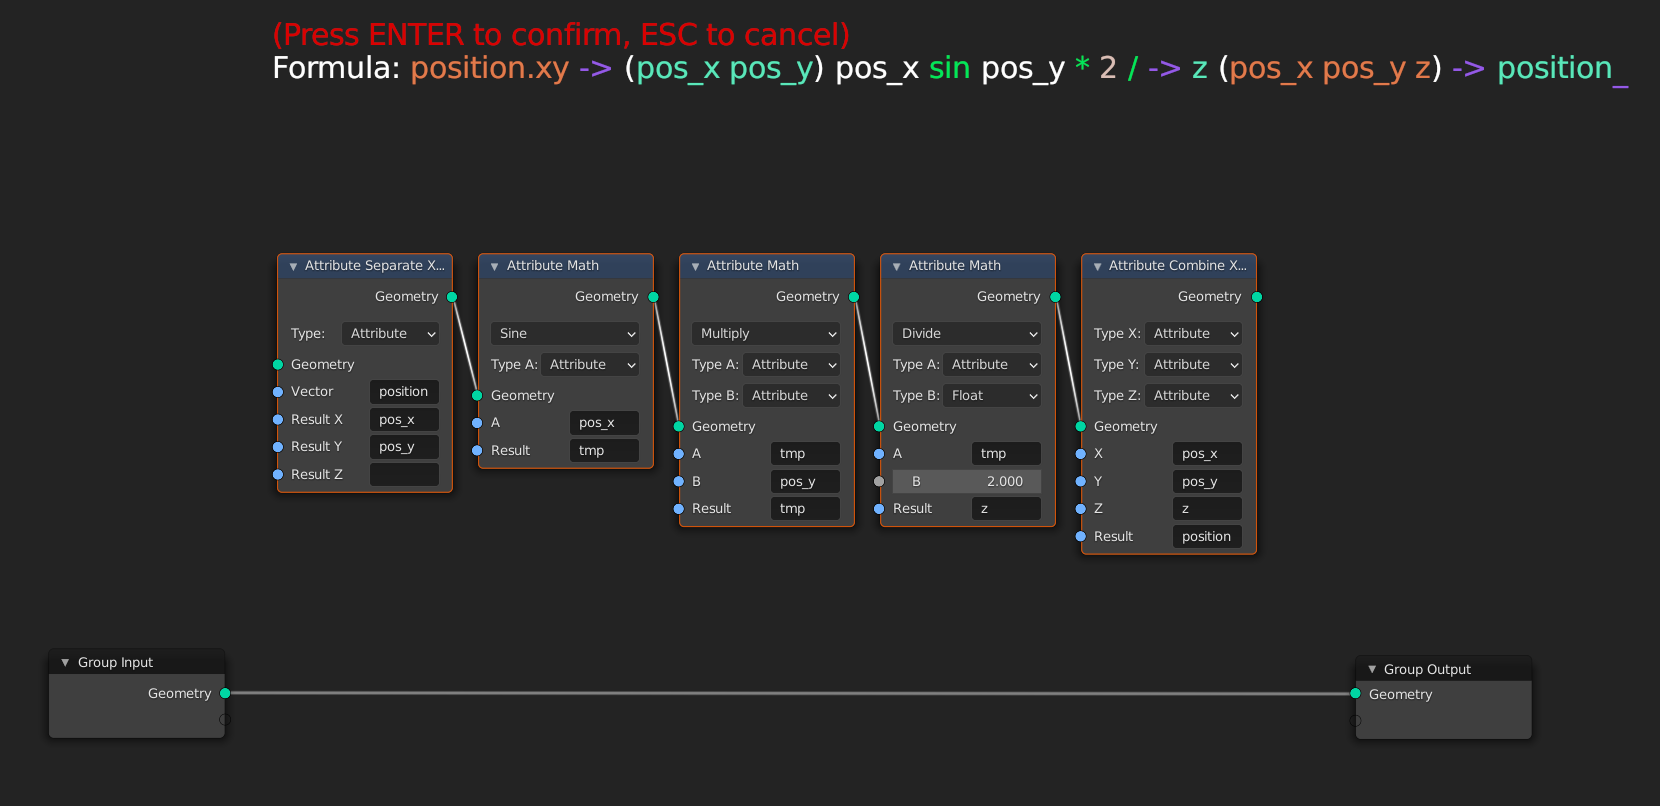 (Press ENTER to confirm, ESC to cancel)
Formula: position.xy -> (pos_x pos_y) pos_x sin pos_y * 2 / -> z (pos_x pos_y z) -> position_
Attribute Separate X...
Geometry
Type: Attribute
Geometry
Vector position
Result X pos_x
Result Y pos_y
Result Z
Attribute Math
Geometry
Sine
Type A: Attribute
Geometry
A pos_x
Result tmp
Attribute Math
Geometry
Multiply
Type A: Attribute
Type B: Attribute
Geometry
A tmp
B pos_y
Result tmp
Attribute Math
Geometry
Divide
Type A: Attribute
Type B: Float
Geometry
A tmp
B 2.000
Result z
Attribute Combine X...
Geometry
Type X: Attribute
Type Y: Attribute
Type Z: Attribute
Geometry
X pos_x
Y pos_y
Z z
Result position
Group Input
Geometry
Group Output
Geometry